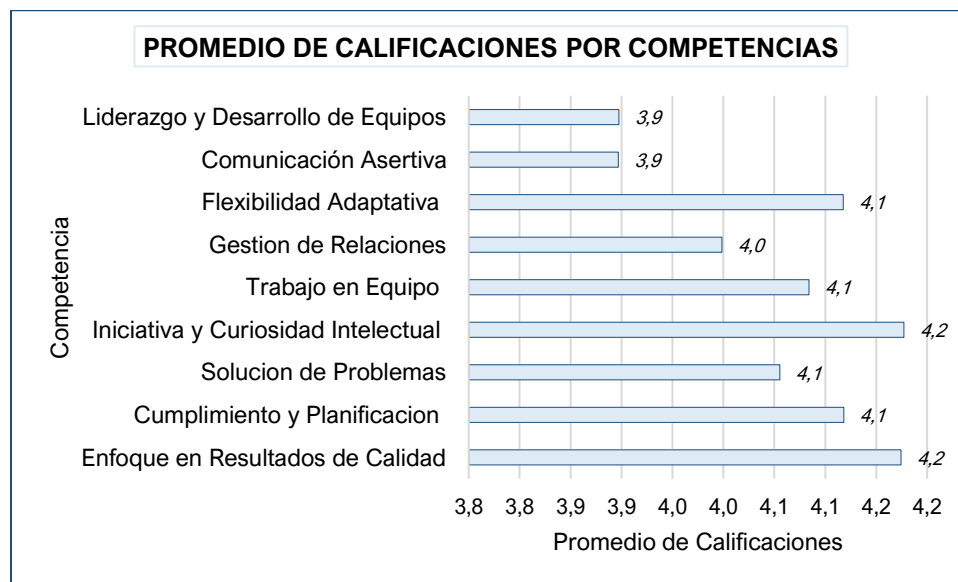 PROMEDIO DE CALIFICACIONES POR COMPETENCIAS
Competencia
Liderazgo y Desarrollo de Equipos 3,9
Comunicación Asertiva 3,9
Flexibilidad Adaptativa 4,1
Gestion de Relaciones 4,0
Trabajo en Equipo 4,1
Iniciativa y Curiosidad Intelectual 4,2
Solucion de Problemas 4,1
Cumplimiento y Planificacion 4,1
Enfoque en Resultados de Calidad 4,2
3,8 3,8 3,9 3,9 4,0 4,0 4,1 4,1 4,2 4,2
Promedio de Calificaciones